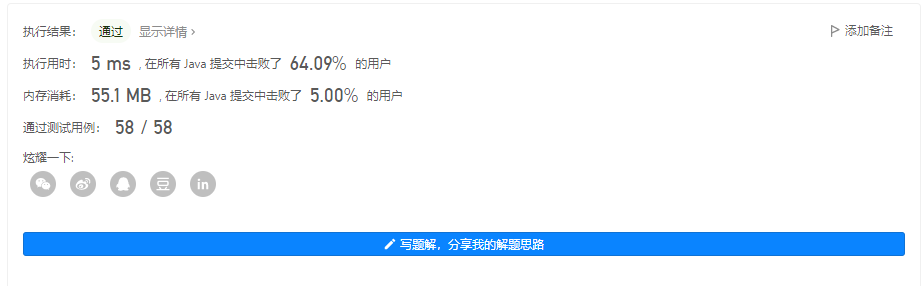 执行结果： 通过 显示详情 › 添加备注
执行用时： 5 ms , 在所有 Java 提交中击败了 64.09% 的用户
内存消耗： 55.1 MB , 在所有 Java 提交中击败了 5.00% 的用户
通过测试用例： 58 / 58
炫耀一下:
豆 in
写题解，分享我的解题思路